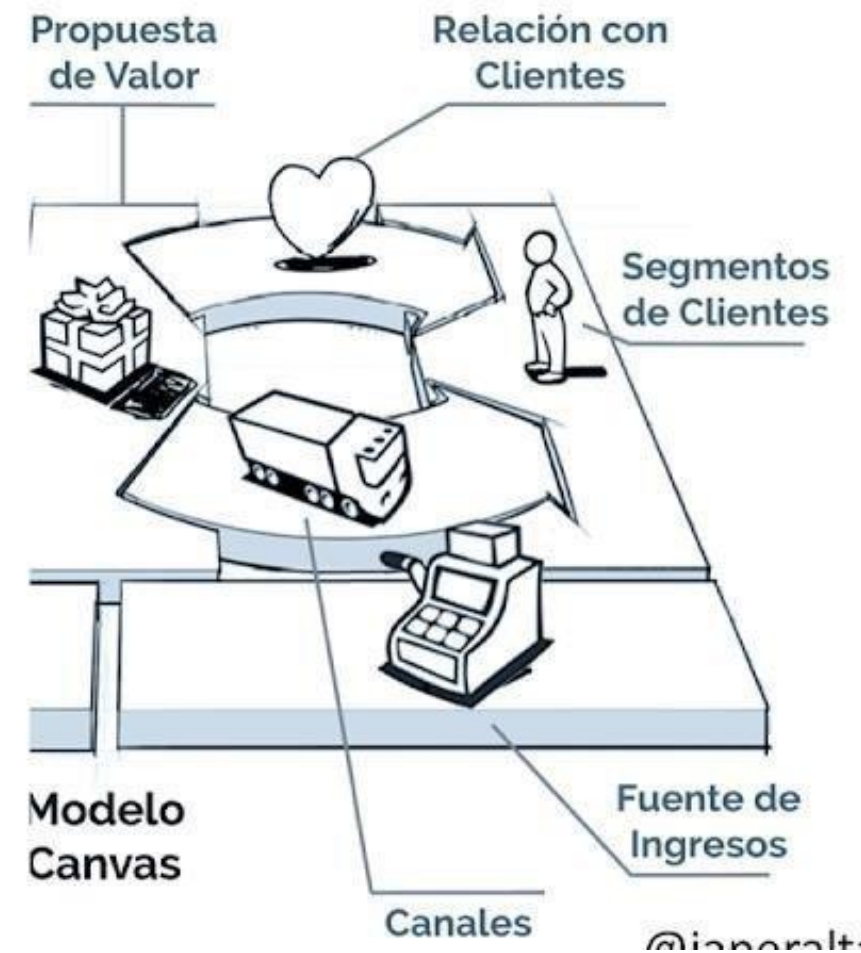 Propuesta
de Valor
Relación con
Clientes
Segmentos
de Clientes
Modelo
Canvas
Fuente de
Ingresos
Canales